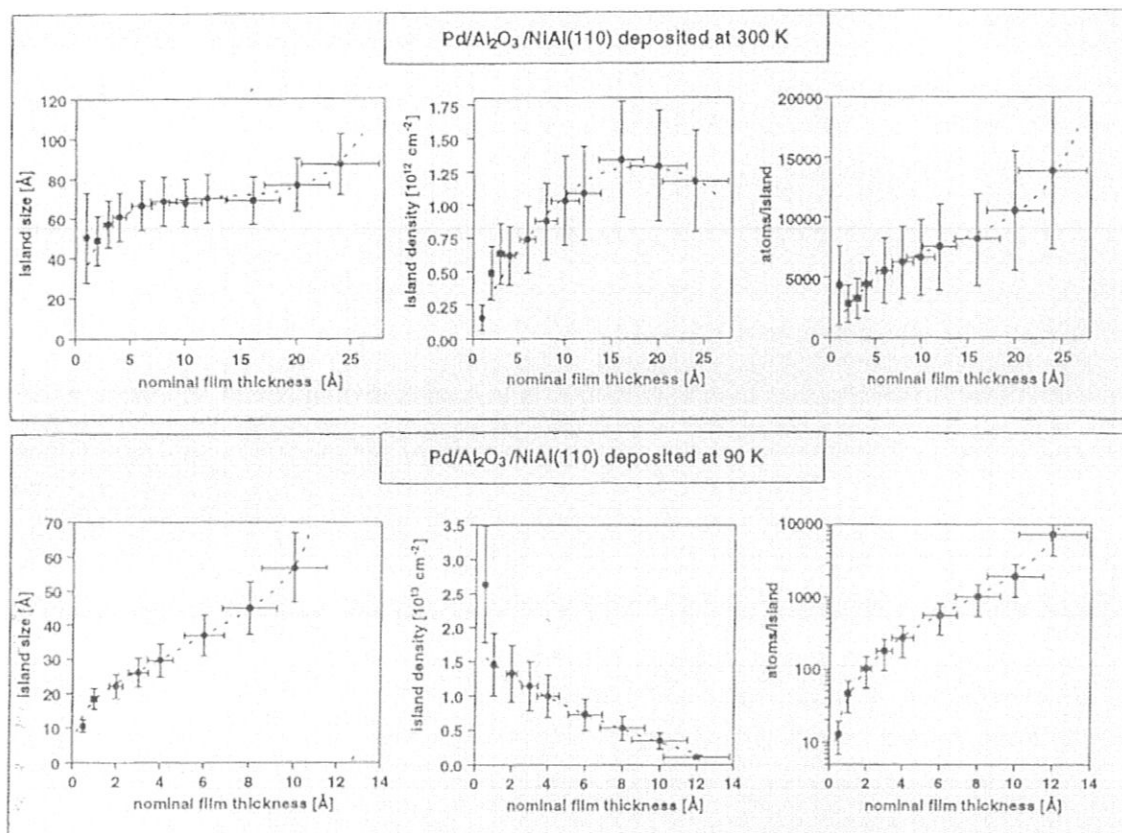 Pd/Al₂O₃/NiAl(110) deposited at 300 K
Island size [Å]
120
100
80
60
40
20
0
0 5 10 15 20 25
nominal film thickness [Å]
Island density [10¹² cm⁻²]
1.75
1.50
1.25
1.00
0.75
0.50
0.25
0.00
0 5 10 15 20 25
nominal film thickness [Å]
atoms/island
20000
15000
10000
5000
0
0 5 10 15 20 25
nominal film thickness [Å]
Pd/Al₂O₃/NiAl(110) deposited at 90 K
Island size [Å]
70
60
50
40
30
20
10
0
0 2 4 6 8 10 12 14
nominal film thickness [Å]
island density [10¹³ cm⁻²]
3.5
3.0
2.5
2.0
1.5
1.0
0.5
0.0
0 2 4 6 8 10 12 14
nominal film thickness [Å]
atoms/island
10000
1000
100
10
0 2 4 6 8 10 12 14
nominal film thickness [Å]